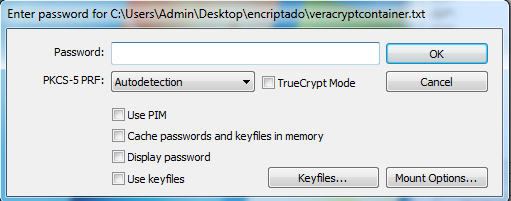 Enter password for C:\Users\Admin\Desktop\encriptado\veracryptcontainer.txt
Password: OK
PKCS-5 PRF: Autodetection TrueCrypt Mode Cancel
Use PIM
Cache passwords and keyfiles in memory
Display password
Use keyfiles Keyfiles... Mount Options...